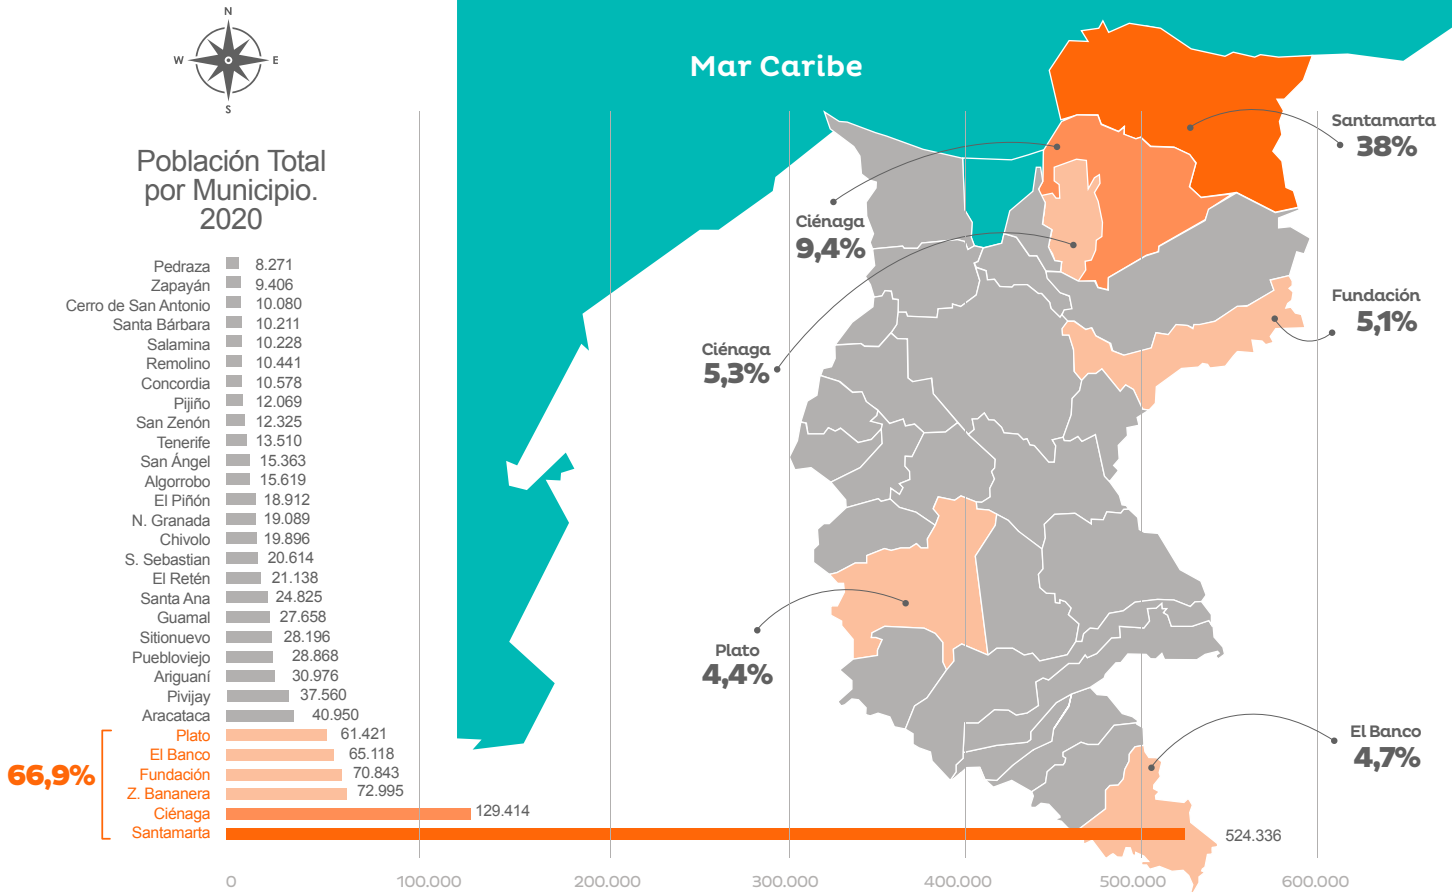 N
W E
S
Mar Caribe
Población Total
por Municipio.
2020
Pedraza 8.271
Zapayán 9.406
Cerro de San Antonio 10.080
Santa Bárbara 10.211
Salamina 10.228
Remolino 10.441
Concordia 10.578
Pijiño 12.069
San Zenón 12.325
Tenerife 13.510
San Ángel 15.363
Algorrobo 15.619
El Piñón 18.912
N. Granada 19.089
Chivolo 19.896
S. Sebastian 20.614
El Retén 21.138
Santa Ana 24.825
Guamal 27.658
Sitionuevo 28.196
Puebloviejo 28.868
Ariguaní 30.976
Pivijay 37.560
Aracataca 40.950
Plato 61.421
El Banco 65.118
Fundación 70.843
Z. Bananera 72.995
Ciénaga 129.414
Santamarta 524.336
66,9%
0 100.000 200.000 300.000 400.000 500.000 600.000
Santamarta
38%
Ciénaga
9,4%
Fundación
5,1%
Ciénaga
5,3%
Plato
4,4%
El Banco
4,7%